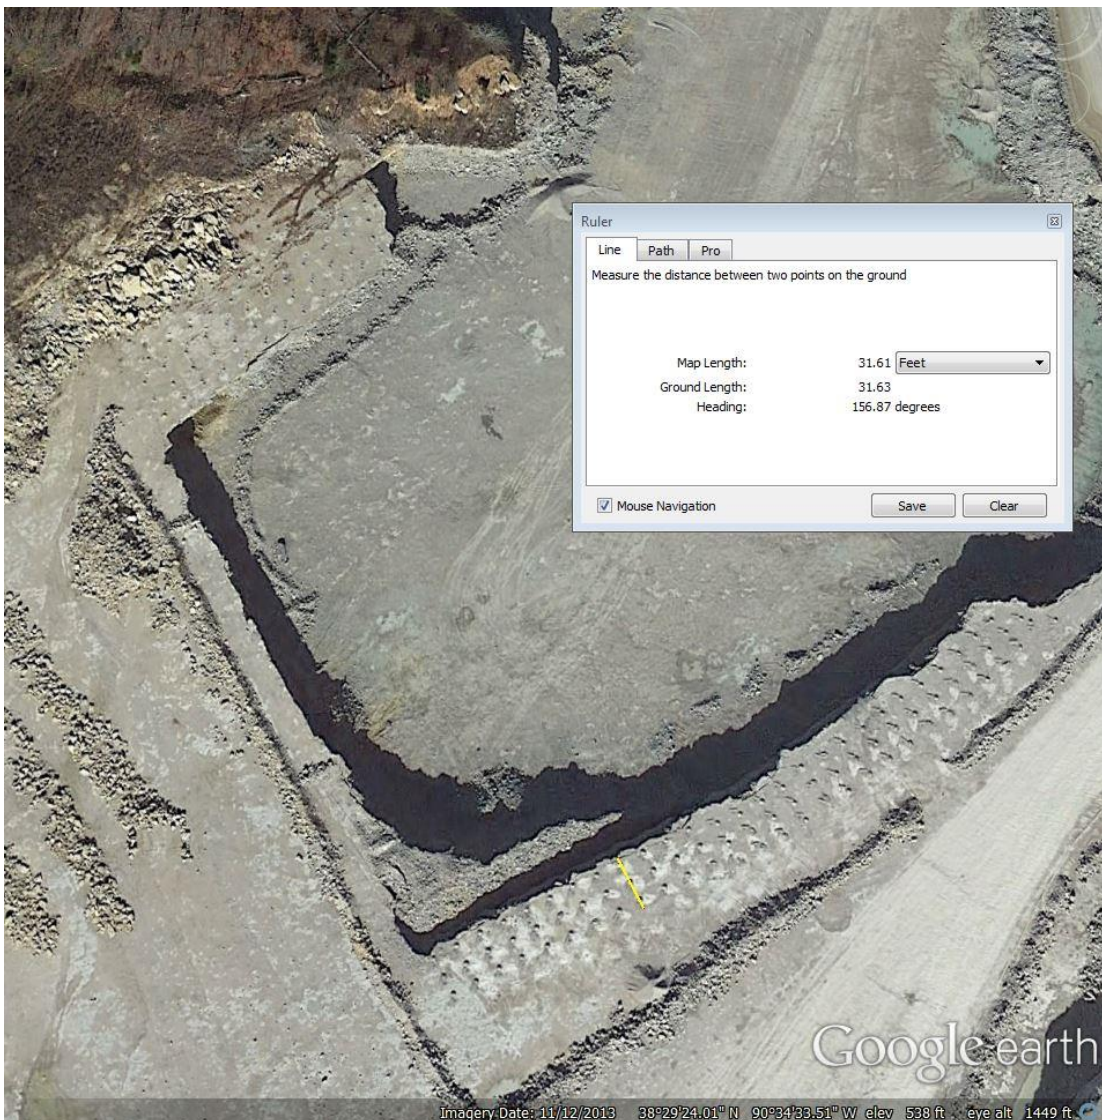 Ruler
Line Path Pro
Measure the distance between two points on the ground
Map Length: 31.61 Feet
Ground Length: 31.63
Heading: 156.87 degrees
Mouse Navigation Save Clear
Google earth
Imagery Date: 11/12/2013 38°29'24.01" N 90°34'33.51" W elev 538 ft eye alt 1449 ft